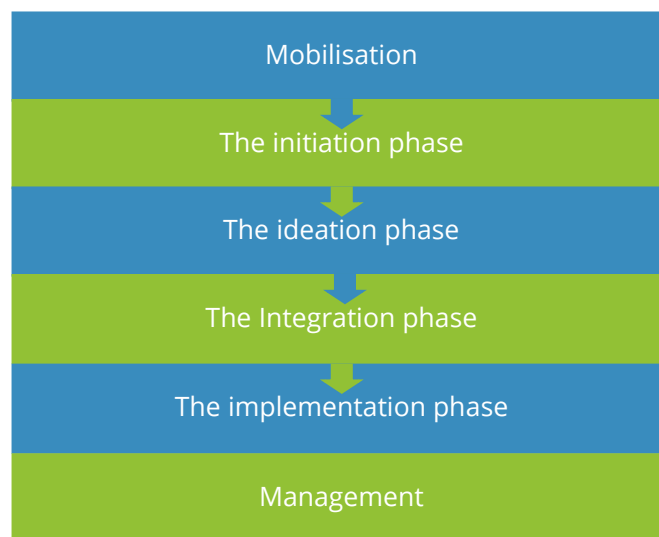 Mobilisation
The initiation phase
The ideation phase
The Integration phase
The implementation phase
Management